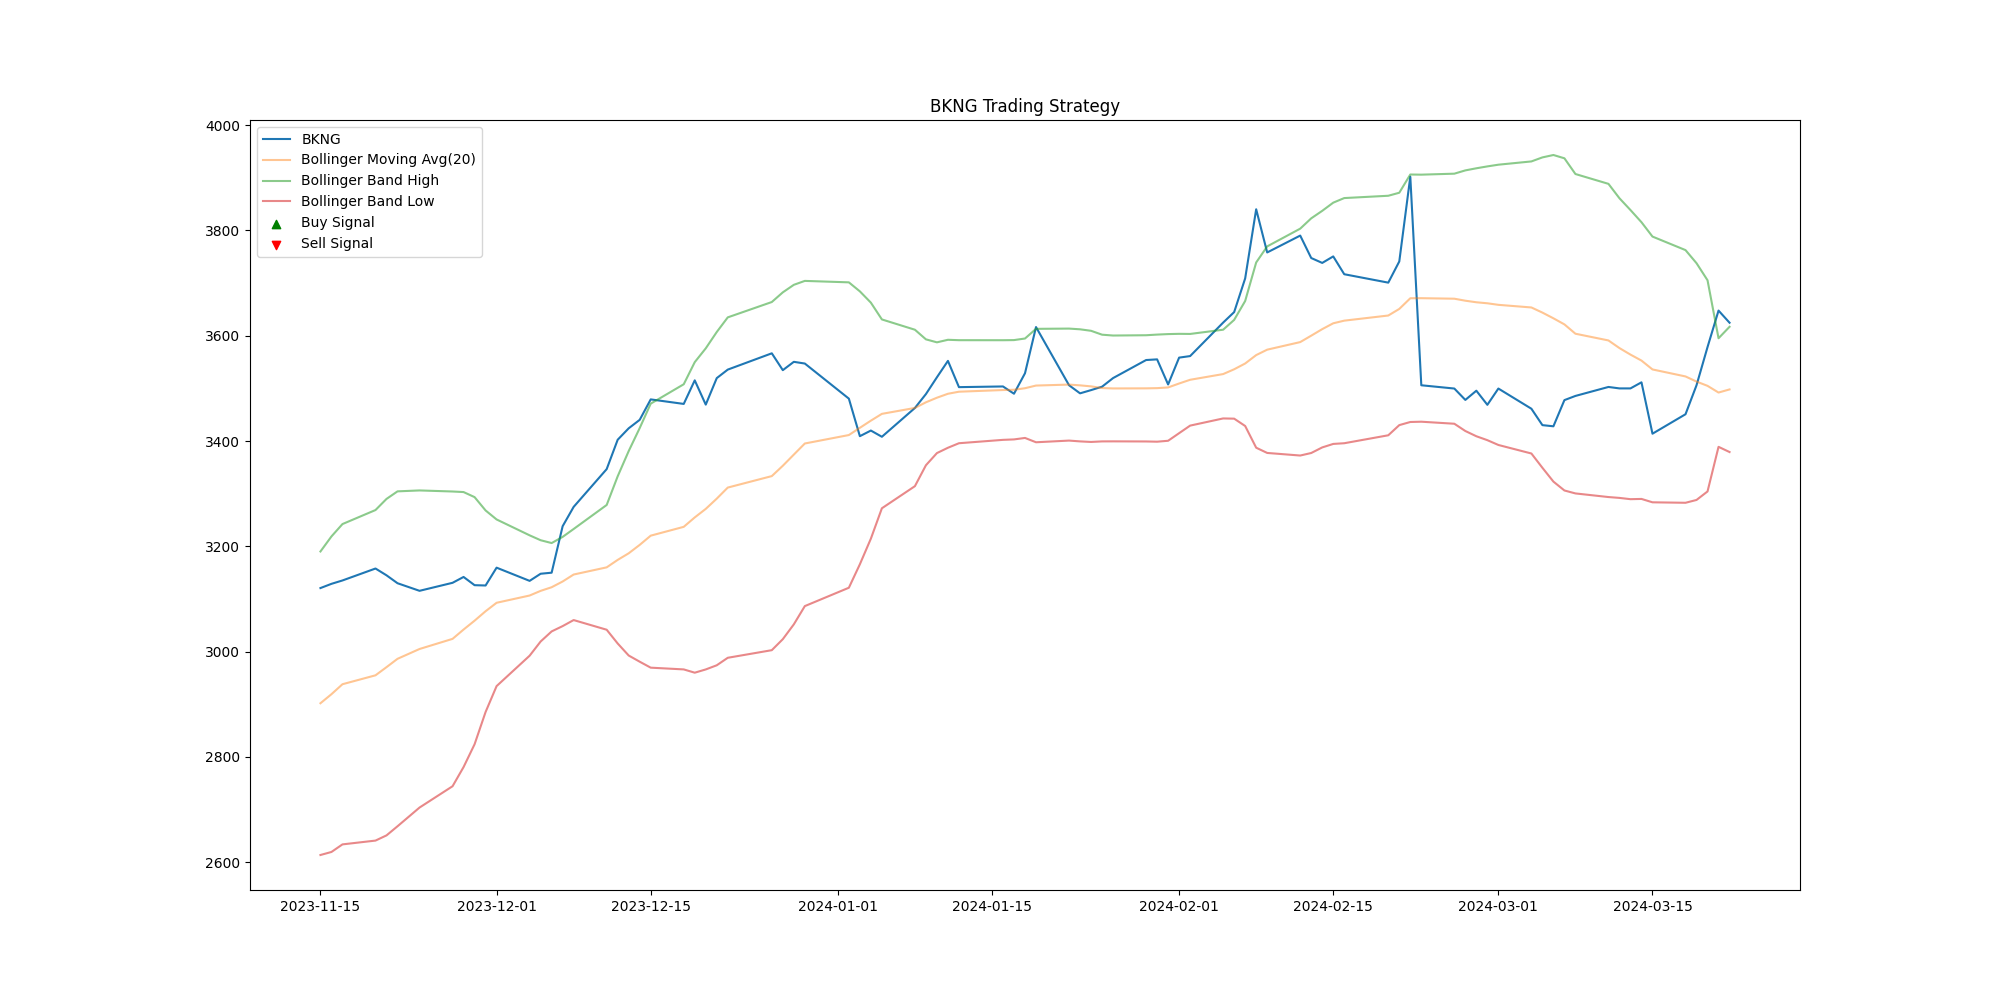 BKNG Trading Strategy
4000
3800
3600
3400
3200
3000
2800
2600
BKNG
Bollinger Moving Avg(20)
Bollinger Band High
Bollinger Band Low
Buy Signal
Sell Signal
2023-11-15 2023-12-01 2023-12-15 2024-01-01 2024-01-15 2024-02-01 2024-02-15 2024-03-01 2024-03-15